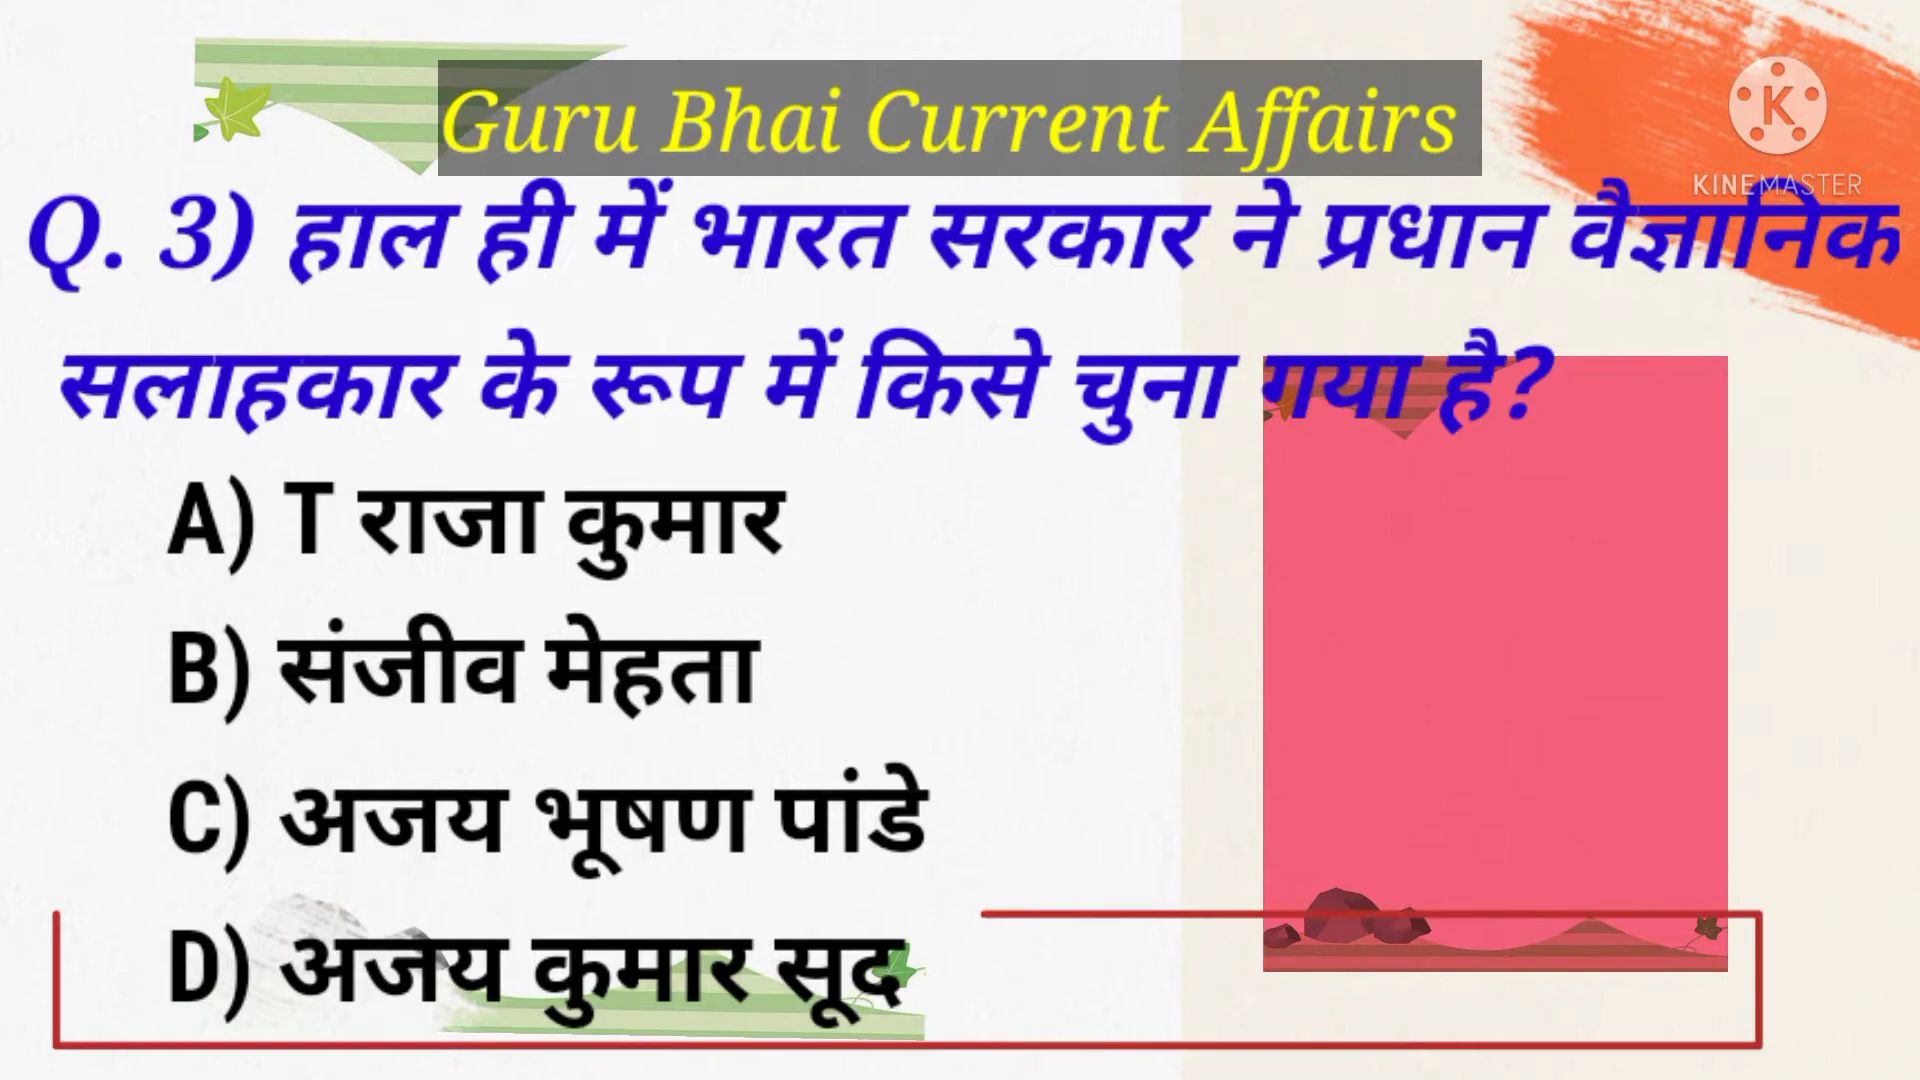 Guru Bhai Current Affairs
KINEMASTER
Q. 3) हाल ही में भारत सरकार ने प्रधान वैज्ञानिक
सलाहकार के रूप में किसे चुना गया है?
A) T राजा कुमार
B) संजीव मेहता
C) अजय भूषण पांडे
D) अजय कुमार सूद